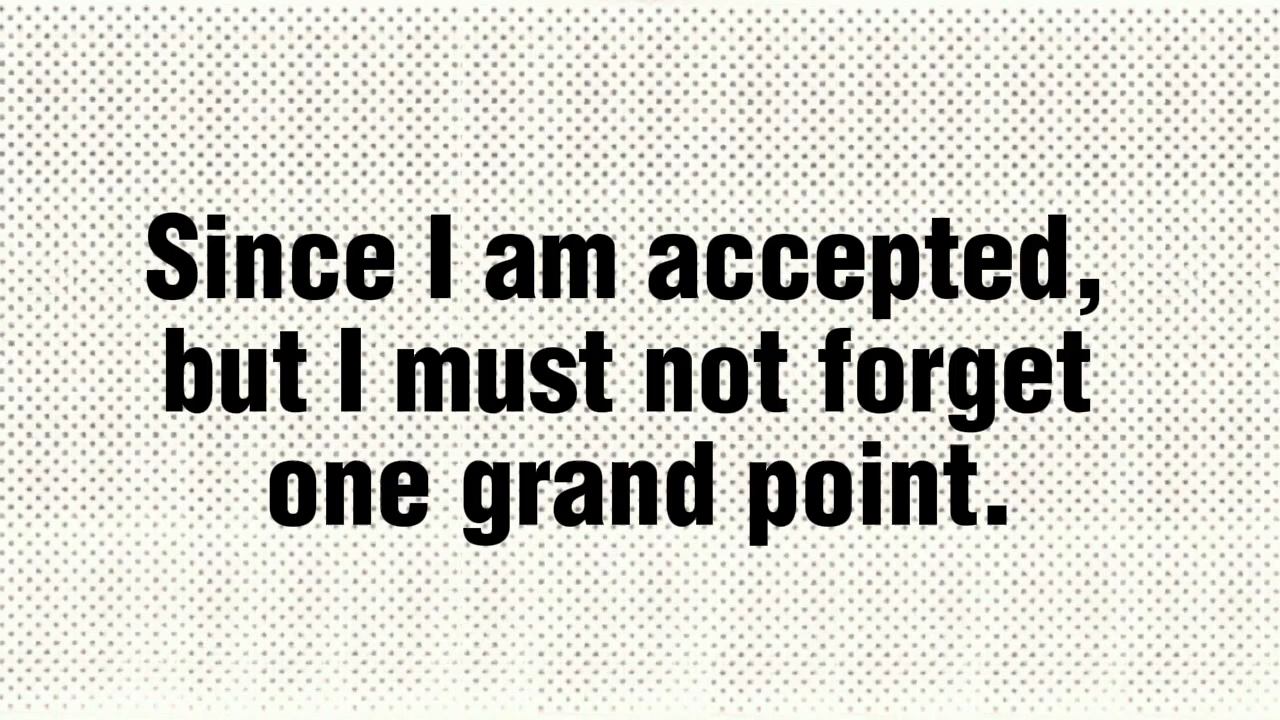 Since I am accepted,
but I must not forget
one grand point.